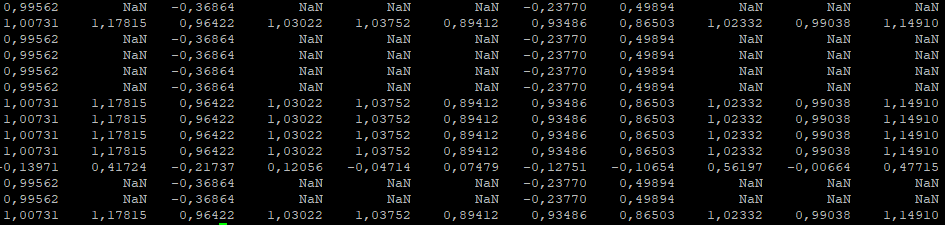 0,99562 NaN -0,36864 NaN NaN NaN -0,23770 0,49894 NaN NaN NaN
1,00731 1,17815 0,96422 1,03022 1,03752 0,89412 0,93486 0,86503 1,02332 0,99038 1,14910
0,99562 NaN -0,36864 NaN NaN NaN -0,23770 0,49894 NaN NaN NaN
0,99562 NaN -0,36864 NaN NaN NaN -0,23770 0,49894 NaN NaN NaN
0,99562 NaN -0,36864 NaN NaN NaN -0,23770 0,49894 NaN NaN NaN
0,99562 NaN -0,36864 NaN NaN NaN -0,23770 0,49894 NaN NaN NaN
1,00731 1,17815 0,96422 1,03022 1,03752 0,89412 0,93486 0,86503 1,02332 0,99038 1,14910
1,00731 1,17815 0,96422 1,03022 1,03752 0,89412 0,93486 0,86503 1,02332 0,99038 1,14910
1,00731 1,17815 0,96422 1,03022 1,03752 0,89412 0,93486 0,86503 1,02332 0,99038 1,14910
1,00731 1,17815 0,96422 1,03022 1,03752 0,89412 0,93486 0,86503 1,02332 0,99038 1,14910
-0,13971 0,41724 -0,21737 0,12056 -0,04714 0,07479 -0,12751 -0,10654 0,56197 -0,00664 0,47715
0,99562 NaN -0,36864 NaN NaN NaN -0,23770 0,49894 NaN NaN NaN
0,99562 NaN -0,36864 NaN NaN NaN -0,23770 0,49894 NaN NaN NaN
1,00731 1,17815 0,96422 1,03022 1,03752 0,89412 0,93486 0,86503 1,02332 0,99038 1,14910